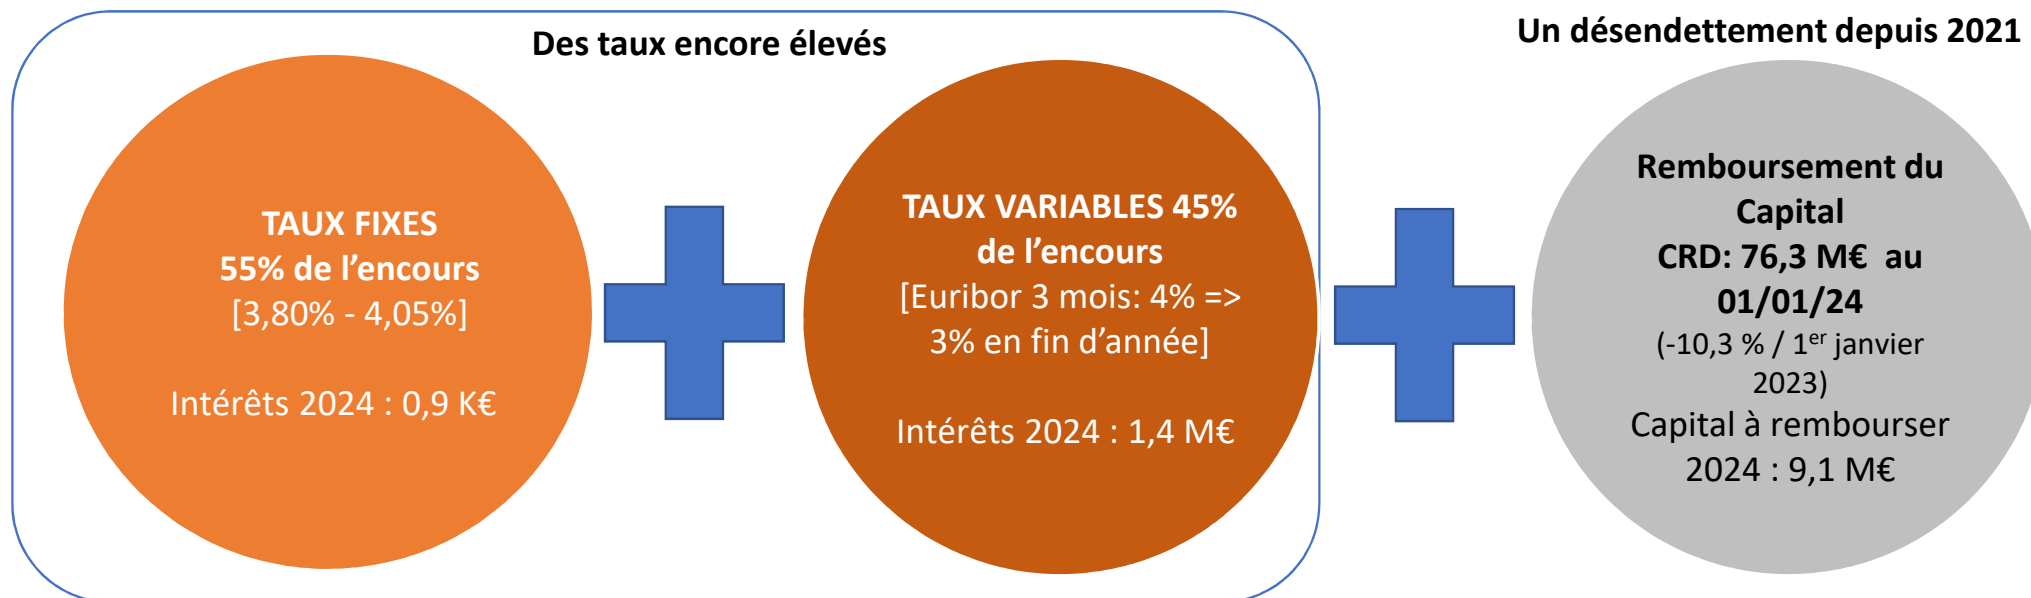 Des taux encore élevés
TAUX FIXES
55% de l’encours
[3,80% - 4,05%]
Intérêts 2024 : 0,9 K€
TAUX VARIABLES 45%
de l’encours
[Euribor 3 mois: 4% =>
3% en fin d’année]
Intérêts 2024 : 1,4 M€
Un désendettement depuis 2021
Remboursement du
Capital
CRD: 76,3 M€ au
01/01/24
(-10,3 % / 1er janvier
2023)
Capital à rembourser
2024 : 9,1 M€